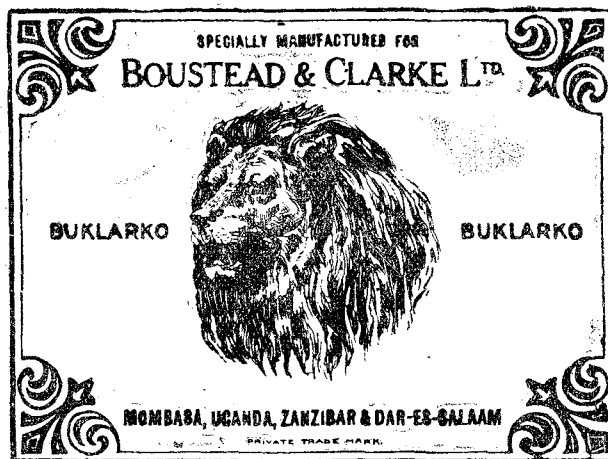 SPECIALLY MANUFACTURED FOR
BOUSTEAD & CLARKE LTD.
BUKLARKO BUKLARKO
MOMBASA, UGANDA, ZANZIBAR & DAR-ES-SALAAM
PRIVATE TRADE MARK.